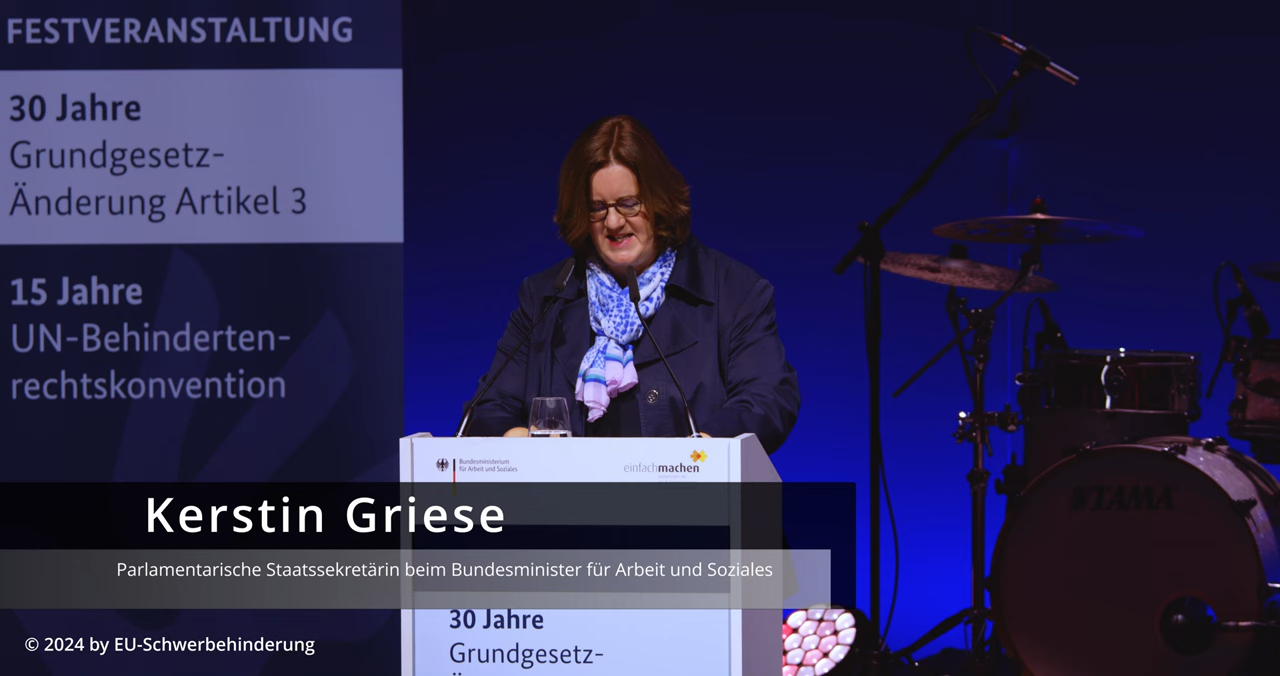 FESTVERANSTALTUNG
30 Jahre
Grundgesetz-
Änderung Artikel 3
15 Jahre
UN-Behinderten-
rechtskonvention
Bundesministerium
für Arbeit und Soziales
einfachmachen
TAMA
Kerstin Griese
Parlamentarische Staatssekretärin beim Bundesminister für Arbeit und Soziales
30 Jahre
Grundgesetz-
© 2024 by EU-Schwerbehinderung